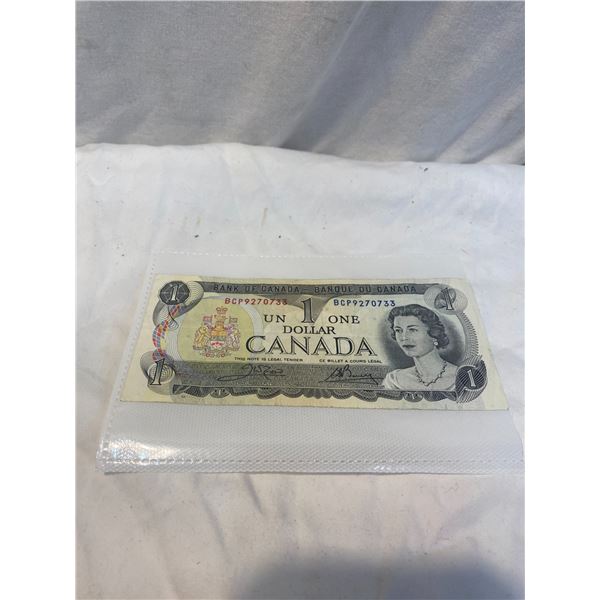 BANK OF CANADA – BANQUE DU CANADA
1 BCP9270733 BCP9270733 1
UN 1 ONE
DOLLAR
CANADA
THIS NOTE IS LEGAL TENDER CE BILLET A COURS LÉGAL
1 1